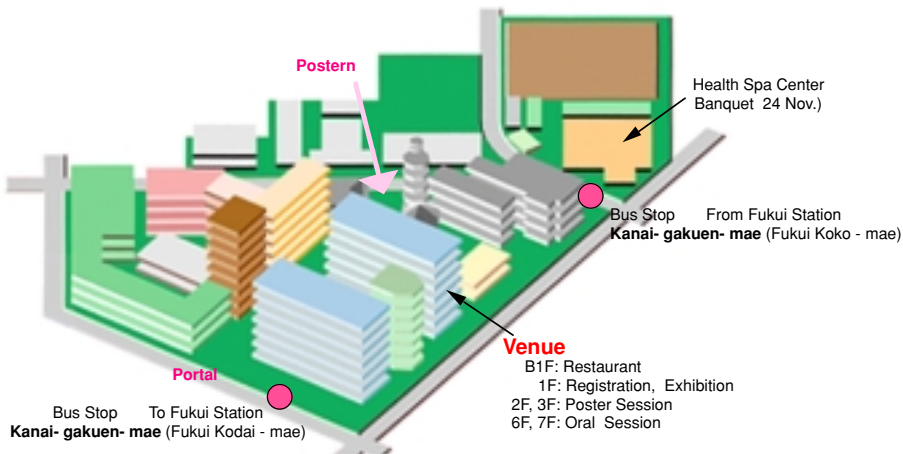 Postern
Health Spa Center
Banquet 24 Nov.)
Bus Stop From Fukui Station
Kanai- gakuen- mae (Fukui Koko - mae)
Venue
B1F: Restaurant
1F: Registration, Exhibition
2F, 3F: Poster Session
6F, 7F: Oral Session
Portal
Bus Stop To Fukui Station
Kanai- gakuen- mae (Fukui Kodai - mae)